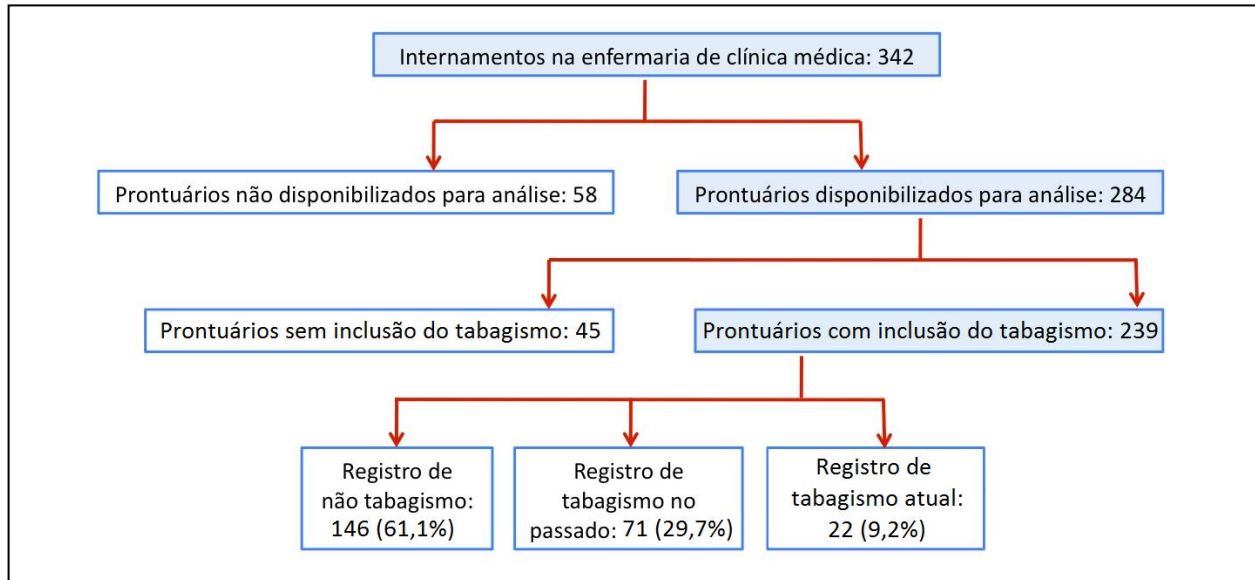 Internamentos na enfermaria de clínica médica: 342
Prontuários não disponibilizados para análise: 58
Prontuários disponibilizados para análise: 284
Prontuários sem inclusão do tabagismo: 45
Prontuários com inclusão do tabagismo: 239
Registro de
não tabagismo:
146 (61,1%)
Registro de
tabagismo no
passado: 71 (29,7%)
Registro de
tabagismo atual:
22 (9,2%)